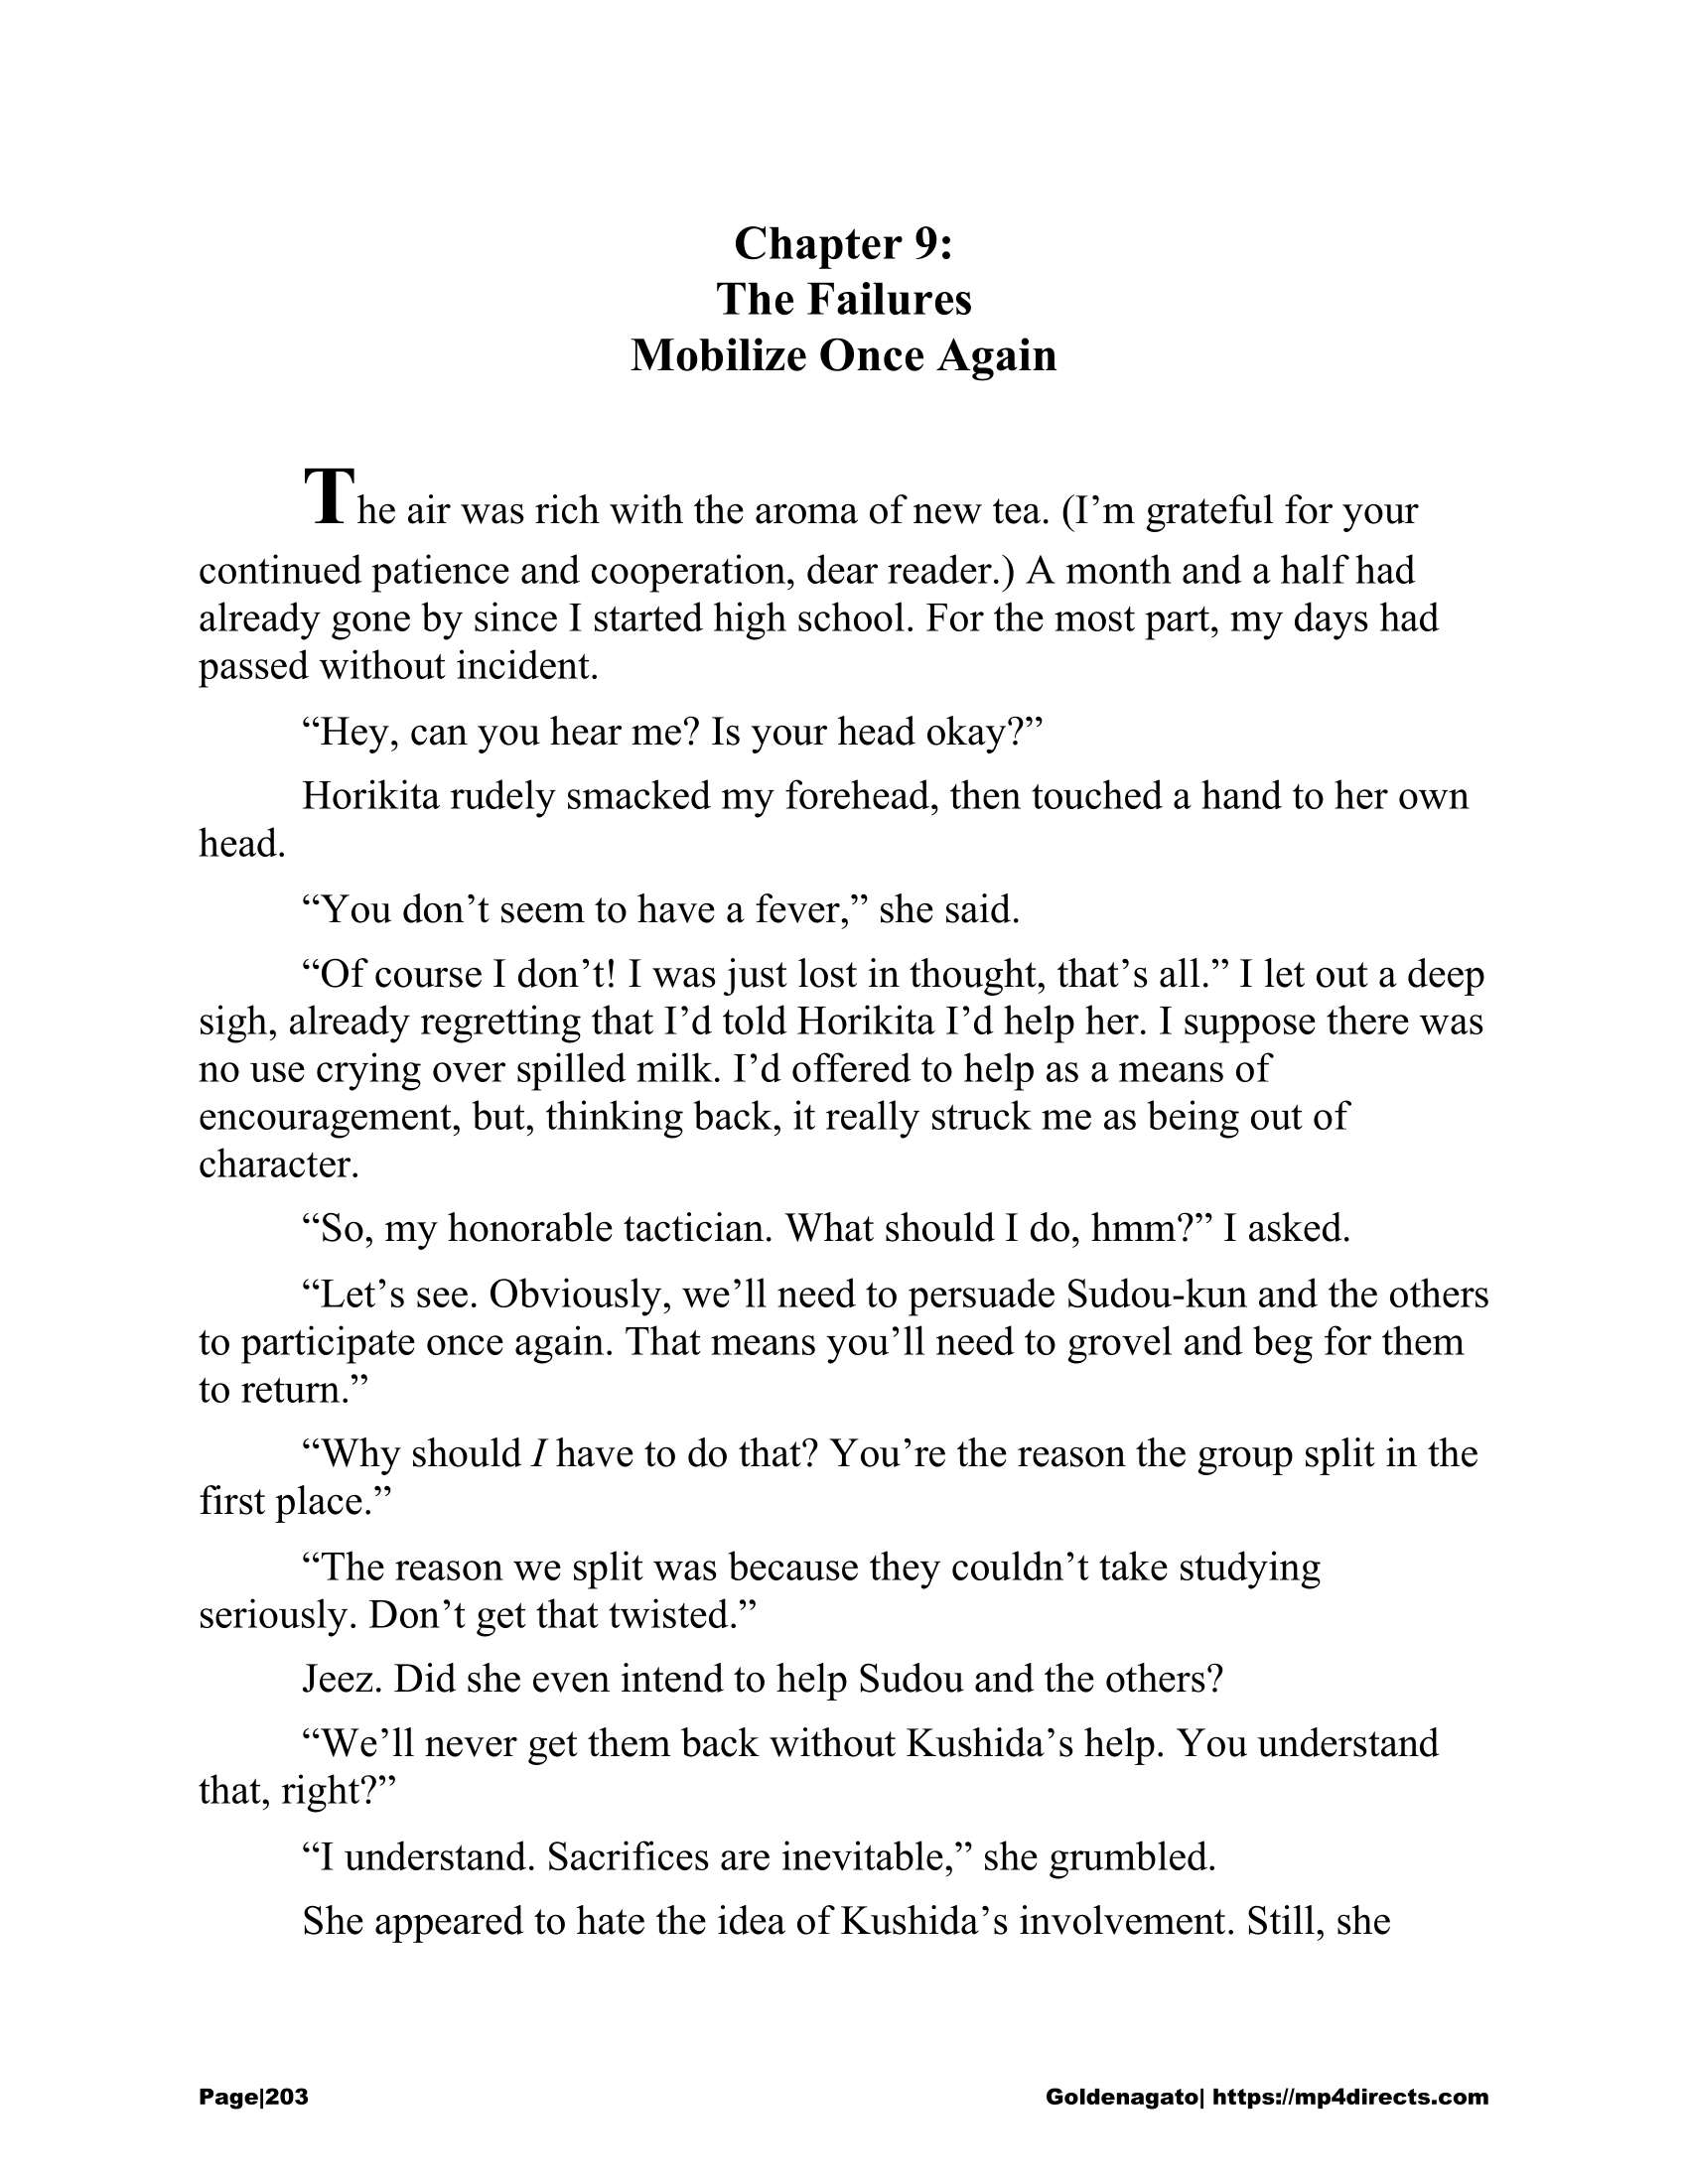 Chapter 9:
The Failures
Mobilize Once Again
The air was rich with the aroma of new tea. (I’m grateful for your
continued patience and cooperation, dear reader.) A month and a half had
already gone by since I started high school. For the most part, my days had
passed without incident.
“Hey, can you hear me? Is your head okay?”
Horikita rudely smacked my forehead, then touched a hand to her own
head.
“You don’t seem to have a fever,” she said.
“Of course I don’t! I was just lost in thought, that’s all.” I let out a deep
sigh, already regretting that I’d told Horikita I’d help her. I suppose there was
no use crying over spilled milk. I’d offered to help as a means of
encouragement, but, thinking back, it really struck me as being out of
character.
“So, my honorable tactician. What should I do, hmm?” I asked.
“Let’s see. Obviously, we’ll need to persuade Sudou-kun and the others
to participate once again. That means you’ll need to grovel and beg for them
to return.”
“Why should I have to do that? You’re the reason the group split in the
first place.”
“The reason we split was because they couldn’t take studying
seriously. Don’t get that twisted.”
Jeez. Did she even intend to help Sudou and the others?
“We’ll never get them back without Kushida’s help. You understand
that, right?”
“I understand. Sacrifices are inevitable,” she grumbled.
She appeared to hate the idea of Kushida’s involvement. Still, she
Page|203
Goldenagato| https://mp4directs.com